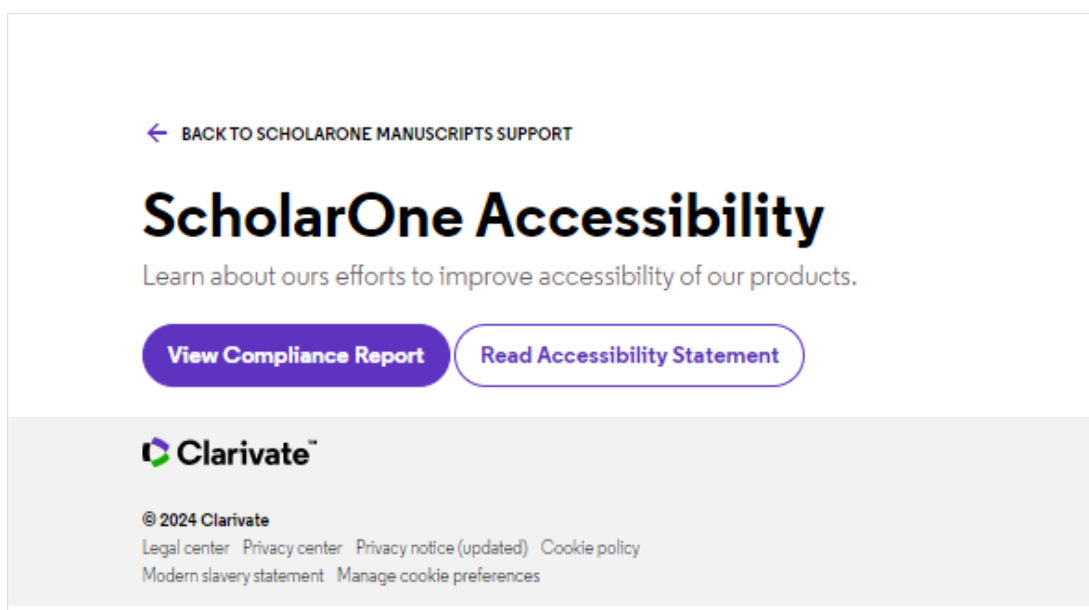 BACK TO SCHOLARONE MANUSCRIPTS SUPPORT
ScholarOne Accessibility
Learn about ours efforts to improve accessibility of our products.
View Compliance Report Read Accessibility Statement
Clarivate™
© 2024 Clarivate
Legal center Privacy center Privacy notice (updated) Cookie policy
Modern slavery statement Manage cookie preferences